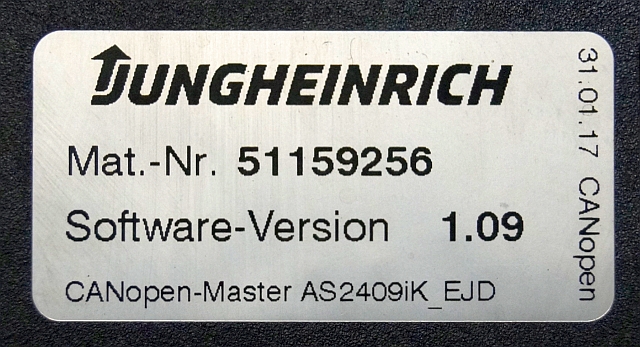 JUNGHEINRICH
Mat.-Nr. 51159256
Software-Version 1.09
CANopen-Master AS2409iK_EJD
31.01.17 CANopen